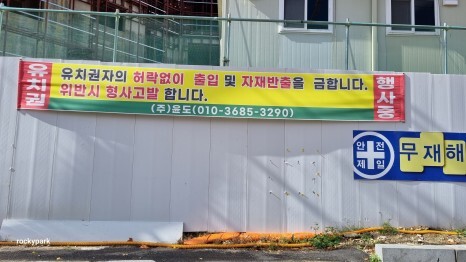 유치권
유치권자의 허락없이 출입 및 자재반출을 금합니다.
위반시 형사고발 합니다.
(주)윤도(010-3685-3290)
행사중
안전
제일
무재해
rockypark